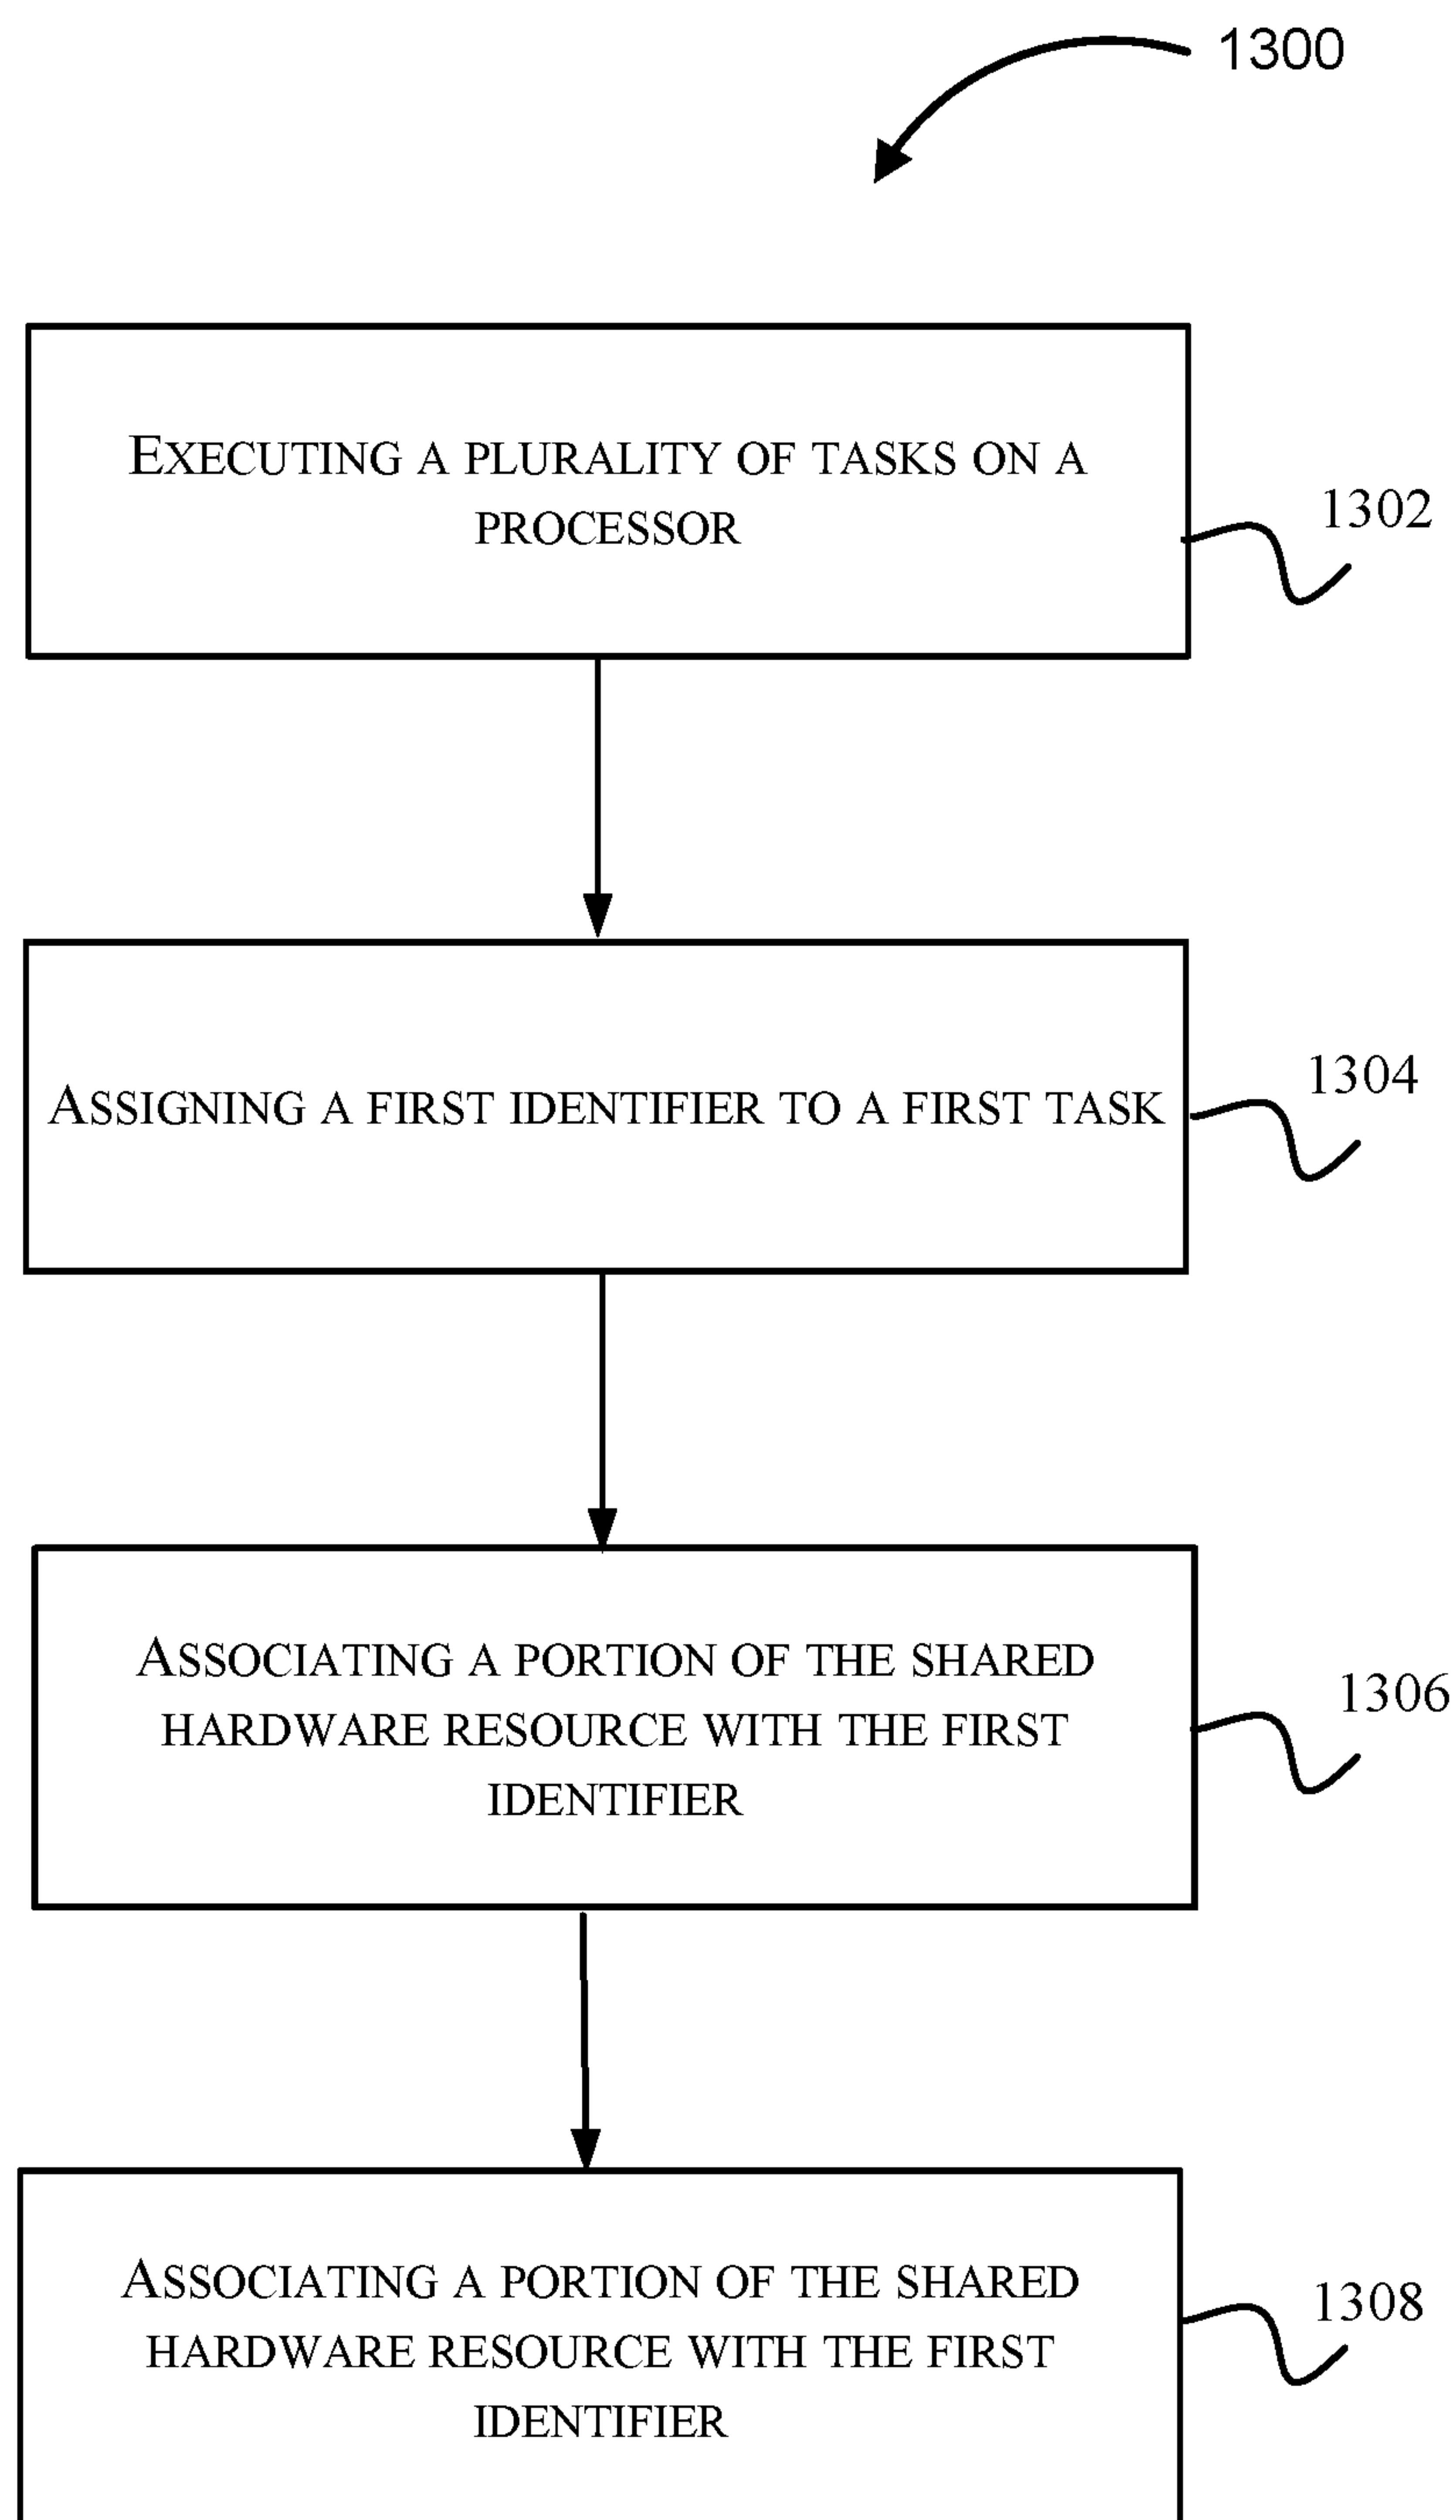 1300
EXECUTING A PLURALITY OF TASKS ON A
PROCESSOR
1302
ASSIGNING A FIRST IDENTIFIER TO A FIRST TASK
1304
ASSOCIATING A PORTION OF THE SHARED
HARDWARE RESOURCE WITH THE FIRST
IDENTIFIER
1306
ASSOCIATING A PORTION OF THE SHARED
HARDWARE RESOURCE WITH THE FIRST
IDENTIFIER
1308